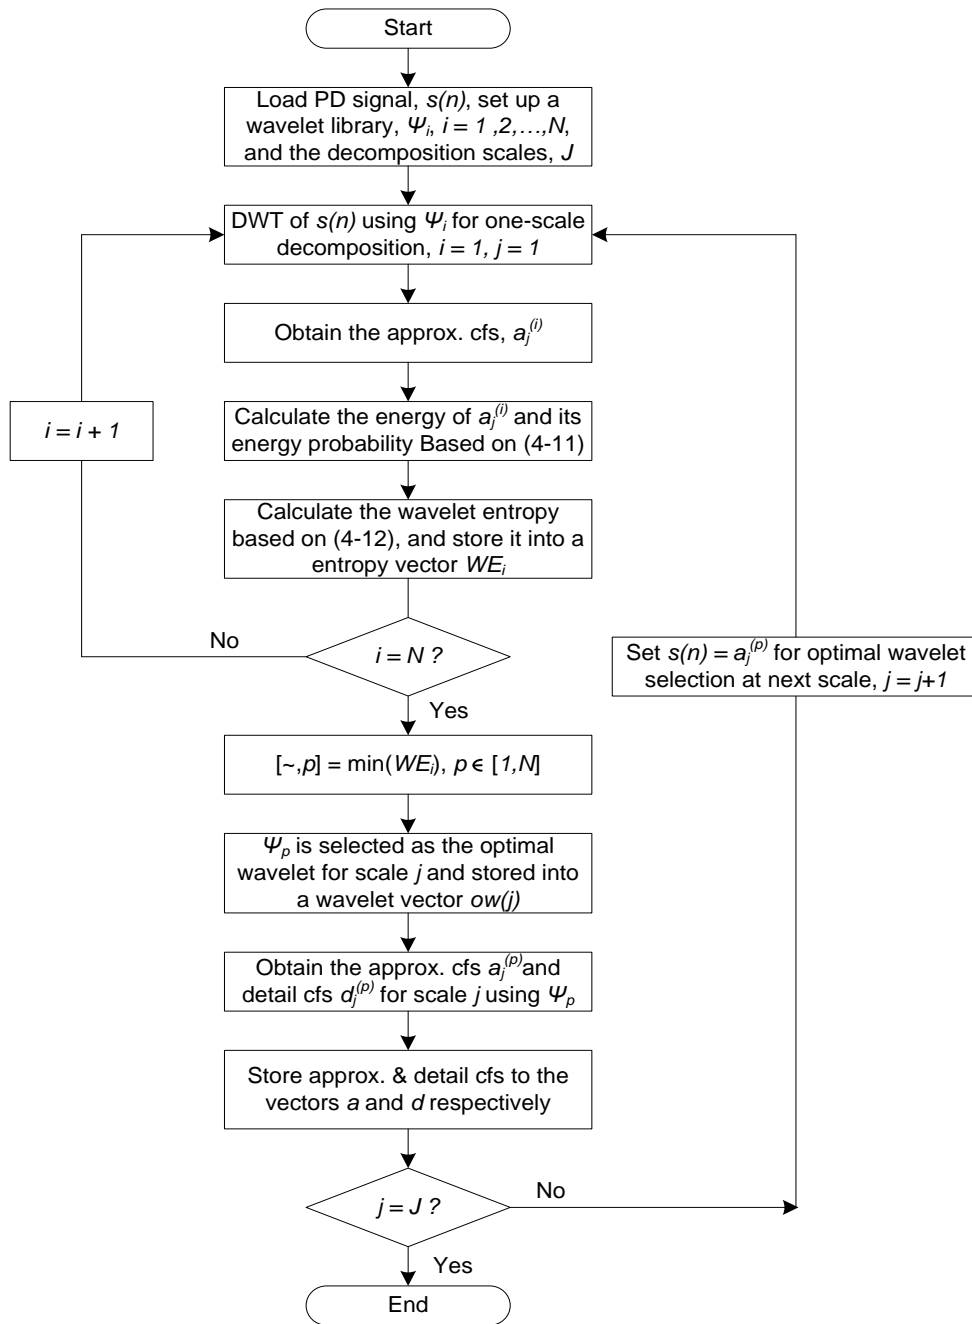 Start
Load PD signal, s(n), set up a
wavelet library, Ψi, i = 1 ,2,…,N,
and the decomposition scales, J
DWT of s(n) using Ψi for one-scale
decomposition, i = 1, j = 1
Obtain the approx. cfs, aj(i)
i = i + 1
Calculate the energy of aj(i) and its
energy probability Based on (4-11)
Calculate the wavelet entropy
based on (4-12), and store it into a
entropy vector WEi
No
i = N ?
Yes
Set s(n) = aj(p) for optimal wavelet
selection at next scale, j = j+1
[~,p] = min(WEi), p ϵ [1,N]
Ψp is selected as the optimal
wavelet for scale j and stored into
a wavelet vector ow(j)
Obtain the approx. cfs aj(p) and
detail cfs dj(p) for scale j using Ψp
Store approx. & detail cfs to the
vectors a and d respectively
j = J ?
No
Yes
End